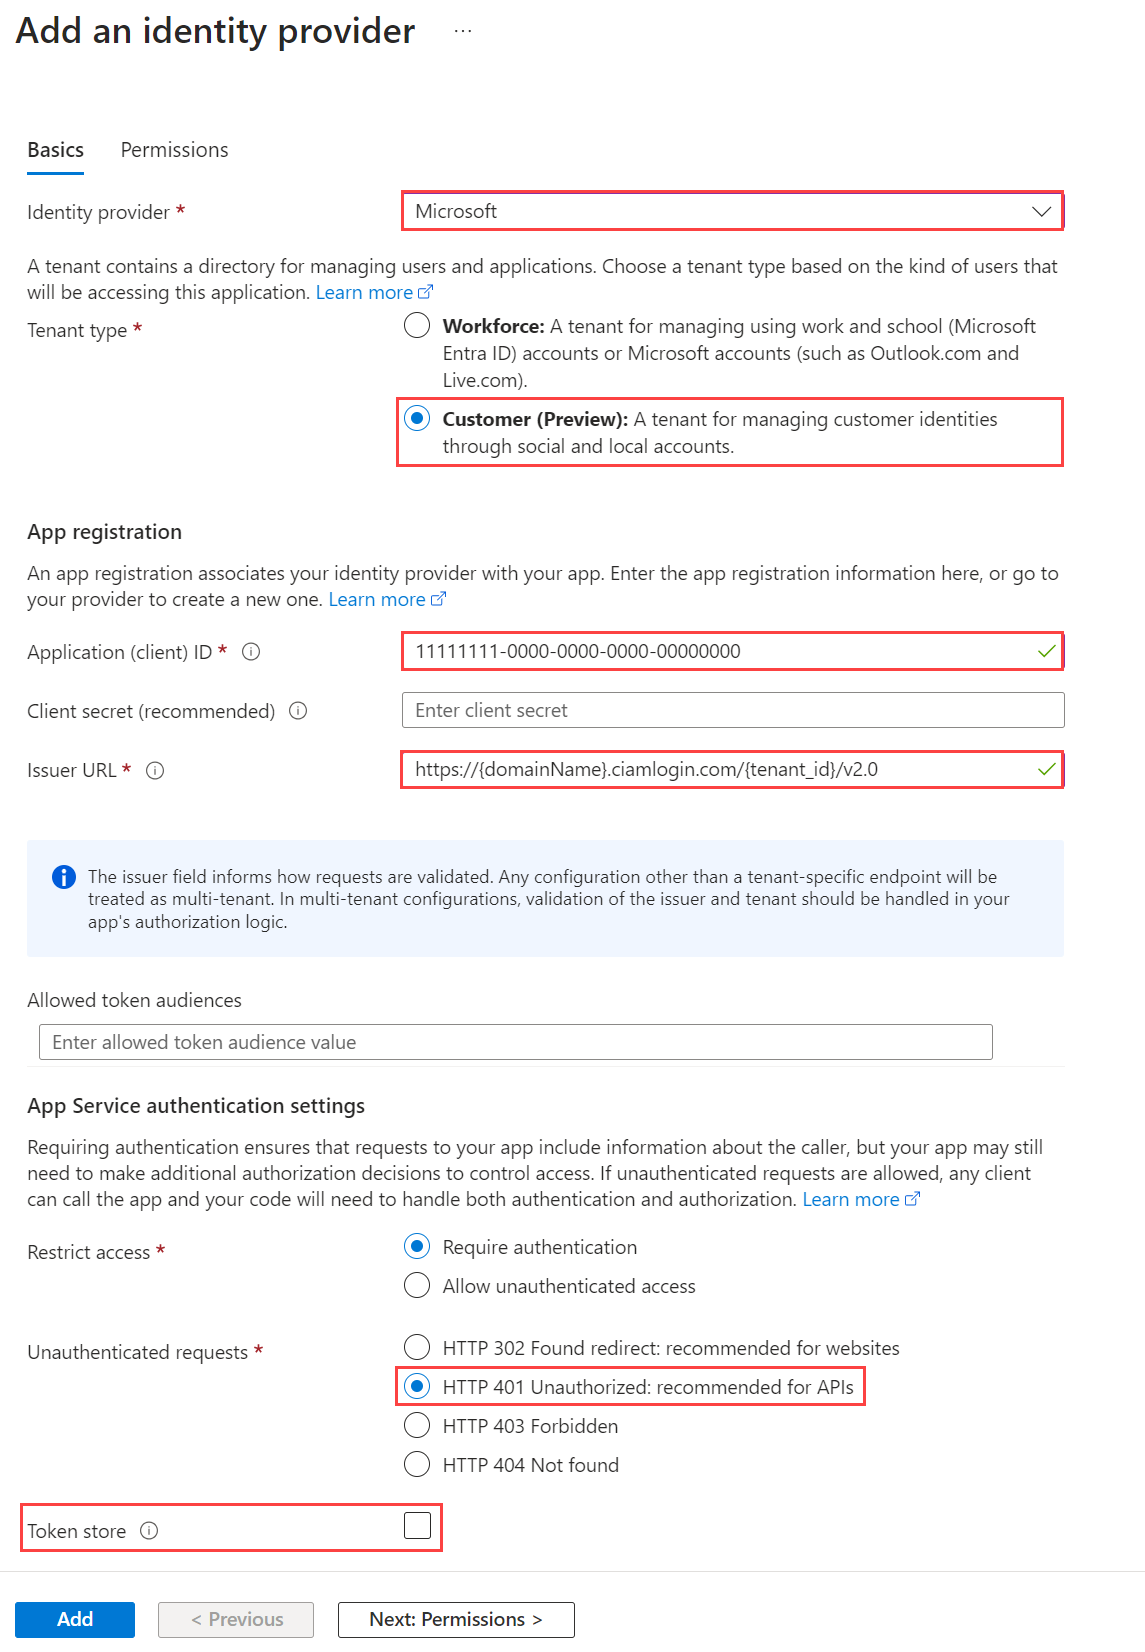 Add an identity provider ...
Basics Permissions
Identity provider *
Microsoft
A tenant contains a directory for managing users and applications. Choose a tenant type based on the kind of users that
will be accessing this application. Learn more
Tenant type *
Workforce: A tenant for managing using work and school (Microsoft
Entra ID) accounts or Microsoft accounts (such as Outlook.com and
Live.com).
Customer (Preview): A tenant for managing customer identities
through social and local accounts.
App registration
An app registration associates your identity provider with your app. Enter the app registration information here, or go to
your provider to create a new one. Learn more
Application (client) ID *
11111111-0000-0000-0000-00000000
Client secret (recommended)
Enter client secret
Issuer URL *
https://{domainName}.ciamlogin.com/{tenant_id}/v2.0
The issuer field informs how requests are validated. Any configuration other than a tenant-specific endpoint will be
treated as multi-tenant. In multi-tenant configurations, validation of the issuer and tenant should be handled in your
app's authorization logic.
Allowed token audiences
Enter allowed token audience value
App Service authentication settings
Requiring authentication ensures that requests to your app include information about the caller, but your app may still
need to make additional authorization decisions to control access. If unauthenticated requests are allowed, any client
can call the app and your code will need to handle both authentication and authorization. Learn more
Restrict access *
Require authentication
Allow unauthenticated access
Unauthenticated requests *
HTTP 302 Found redirect: recommended for websites
HTTP 401 Unauthorized: recommended for APIs
HTTP 403 Forbidden
HTTP 404 Not found
Token store
Add < Previous Next: Permissions >